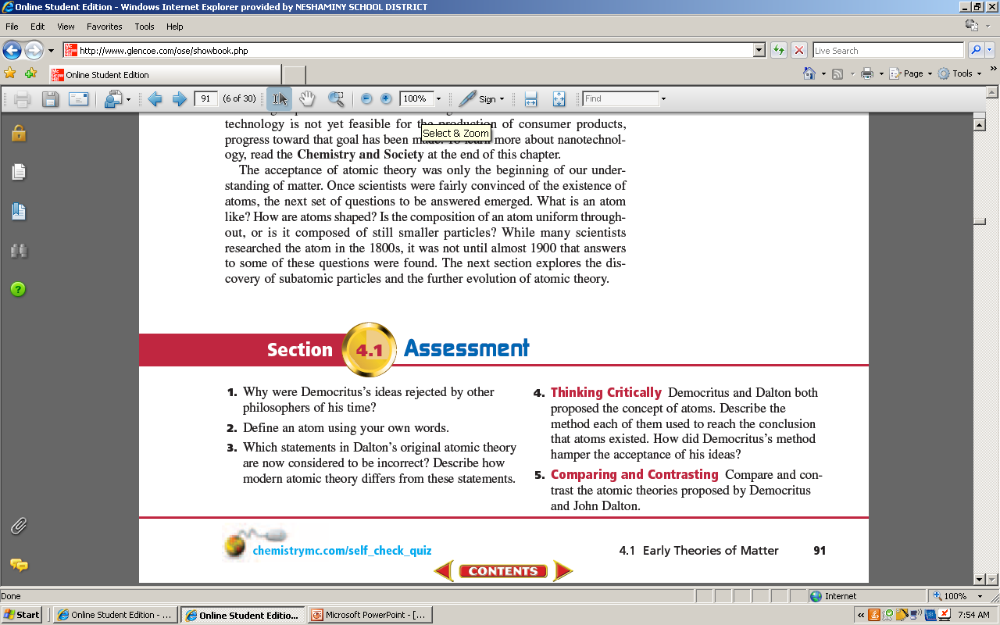 Online Student Edition - Windows Internet Explorer provided by NESHAMINY SCHOOL DISTRICT
File Edit View Favorites Tools Help
http://www.glencoe.com/ose/showbook.php
Live Search
Online Student Edition
Page Tools
91 (6 of 30) 100% Sign Find
technology is not yet feasible for the production of consumer products,
Select & Zoom
progress toward that goal has been made. To learn more about nanotechnol-
ogy, read the Chemistry and Society at the end of this chapter.
The acceptance of atomic theory was only the beginning of our under-
standing of matter. Once scientists were fairly convinced of the existence of
atoms, the next set of questions to be answered emerged. What is an atom
like? How are atoms shaped? Is the composition of an atom uniform through-
out, or is it composed of still smaller particles? While many scientists
researched the atom in the 1800s, it was not until almost 1900 that answers
to some of these questions were found. The next section explores the dis-
covery of subatomic particles and the further evolution of atomic theory.
Section 4.1 Assessment
1. Why were Democritus's ideas rejected by other
philosophers of his time?
2. Define an atom using your own words.
3. Which statements in Dalton's original atomic theory
are now considered to be incorrect? Describe how
modern atomic theory differs from these statements.
4. Thinking Critically Democritus and Dalton both
proposed the concept of atoms. Describe the
method each of them used to reach the conclusion
that atoms existed. How did Democritus's method
hamper the acceptance of his ideas?
5. Comparing and Contrasting Compare and con-
trast the atomic theories proposed by Democritus
and John Dalton.
chemistrymc.com/self_check_quiz
4.1 Early Theories of Matter 91
CONTENTS
Done Internet 100%
Start Online Student Edition - ... Online Student Editio... Microsoft PowerPoint - [... 7:54 AM